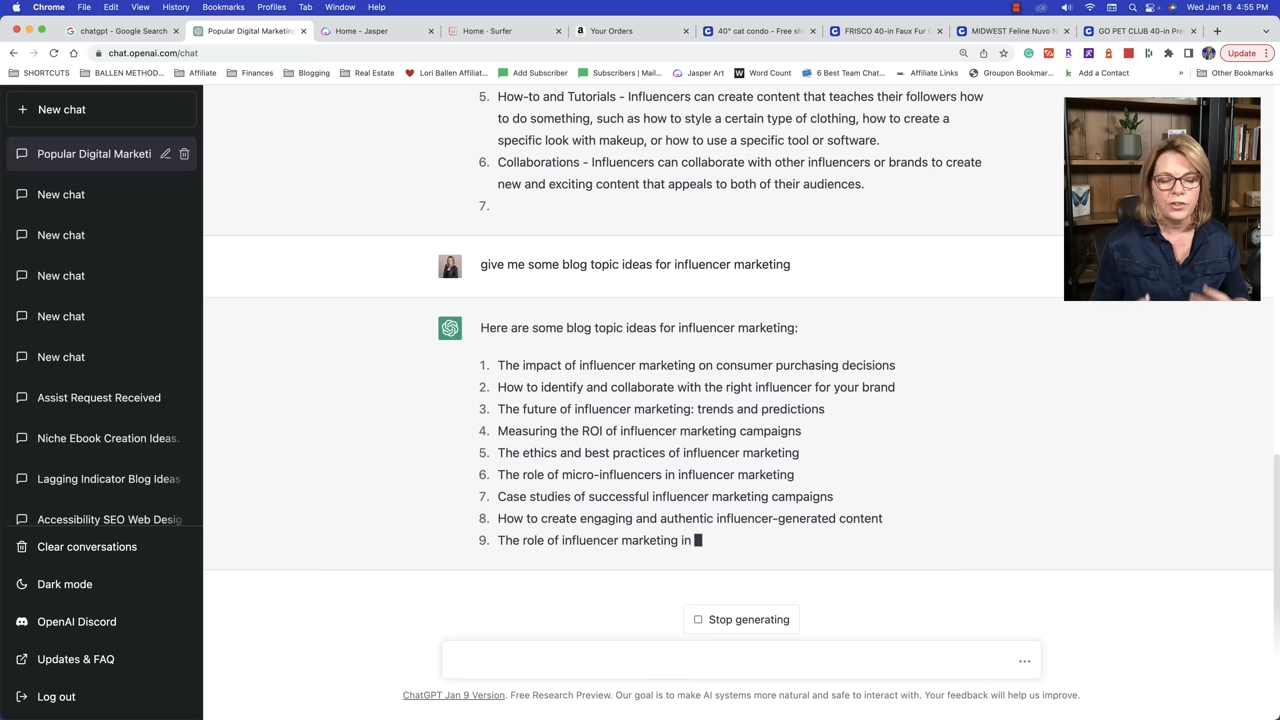 Chrome File Edit View History Bookmarks Profiles Tab Window Help
Wed Jan 18 4:55 PM
chatgpt - Google Search
Popular Digital Marketing
Home - Jasper
Home · Surfer
Your Orders
40" cat condo - Free sh
FRISCO 40-in Faux Fur
MIDWEST Feline Nuvo N
GO PET CLUB 40-in Pre
chat.openai.com/chat
Update
SHORTCUTS
BALLEN METHOD...
Affiliate
Finances
Blogging
Real Estate
Lori Ballen Affiliat...
Add Subscriber
Subscribers | Mail...
Jasper Art
Word Count
6 Best Team Chat...
Affiliate Links
Groupon Bookmar...
Add a Contact
»
Other Bookmarks
+ New chat
Popular Digital Marketi
New chat
New chat
New chat
New chat
New chat
Assist Request Received
Niche Ebook Creation Ideas.
Lagging Indicator Blog Ideas
Accessibility SEO Web Desig
Clear conversations
Dark mode
OpenAI Discord
Updates & FAQ
Log out
5. How-to and Tutorials - Influencers can create content that teaches their followers how
to do something, such as how to style a certain type of clothing, how to create a
specific look with makeup, or how to use a specific tool or software.
6. Collaborations - Influencers can collaborate with other influencers or brands to create
new and exciting content that appeals to both of their audiences.
7.
give me some blog topic ideas for influencer marketing
Here are some blog topic ideas for influencer marketing:
1. The impact of influencer marketing on consumer purchasing decisions
2. How to identify and collaborate with the right influencer for your brand
3. The future of influencer marketing: trends and predictions
4. Measuring the ROI of influencer marketing campaigns
5. The ethics and best practices of influencer marketing
6. The role of micro-influencers in influencer marketing
7. Case studies of successful influencer marketing campaigns
8. How to create engaging and authentic influencer-generated content
9. The role of influencer marketing in
Stop generating
...
ChatGPT Jan 9 Version. Free Research Preview. Our goal is to make AI systems more natural and safe to interact with. Your feedback will help us improve.